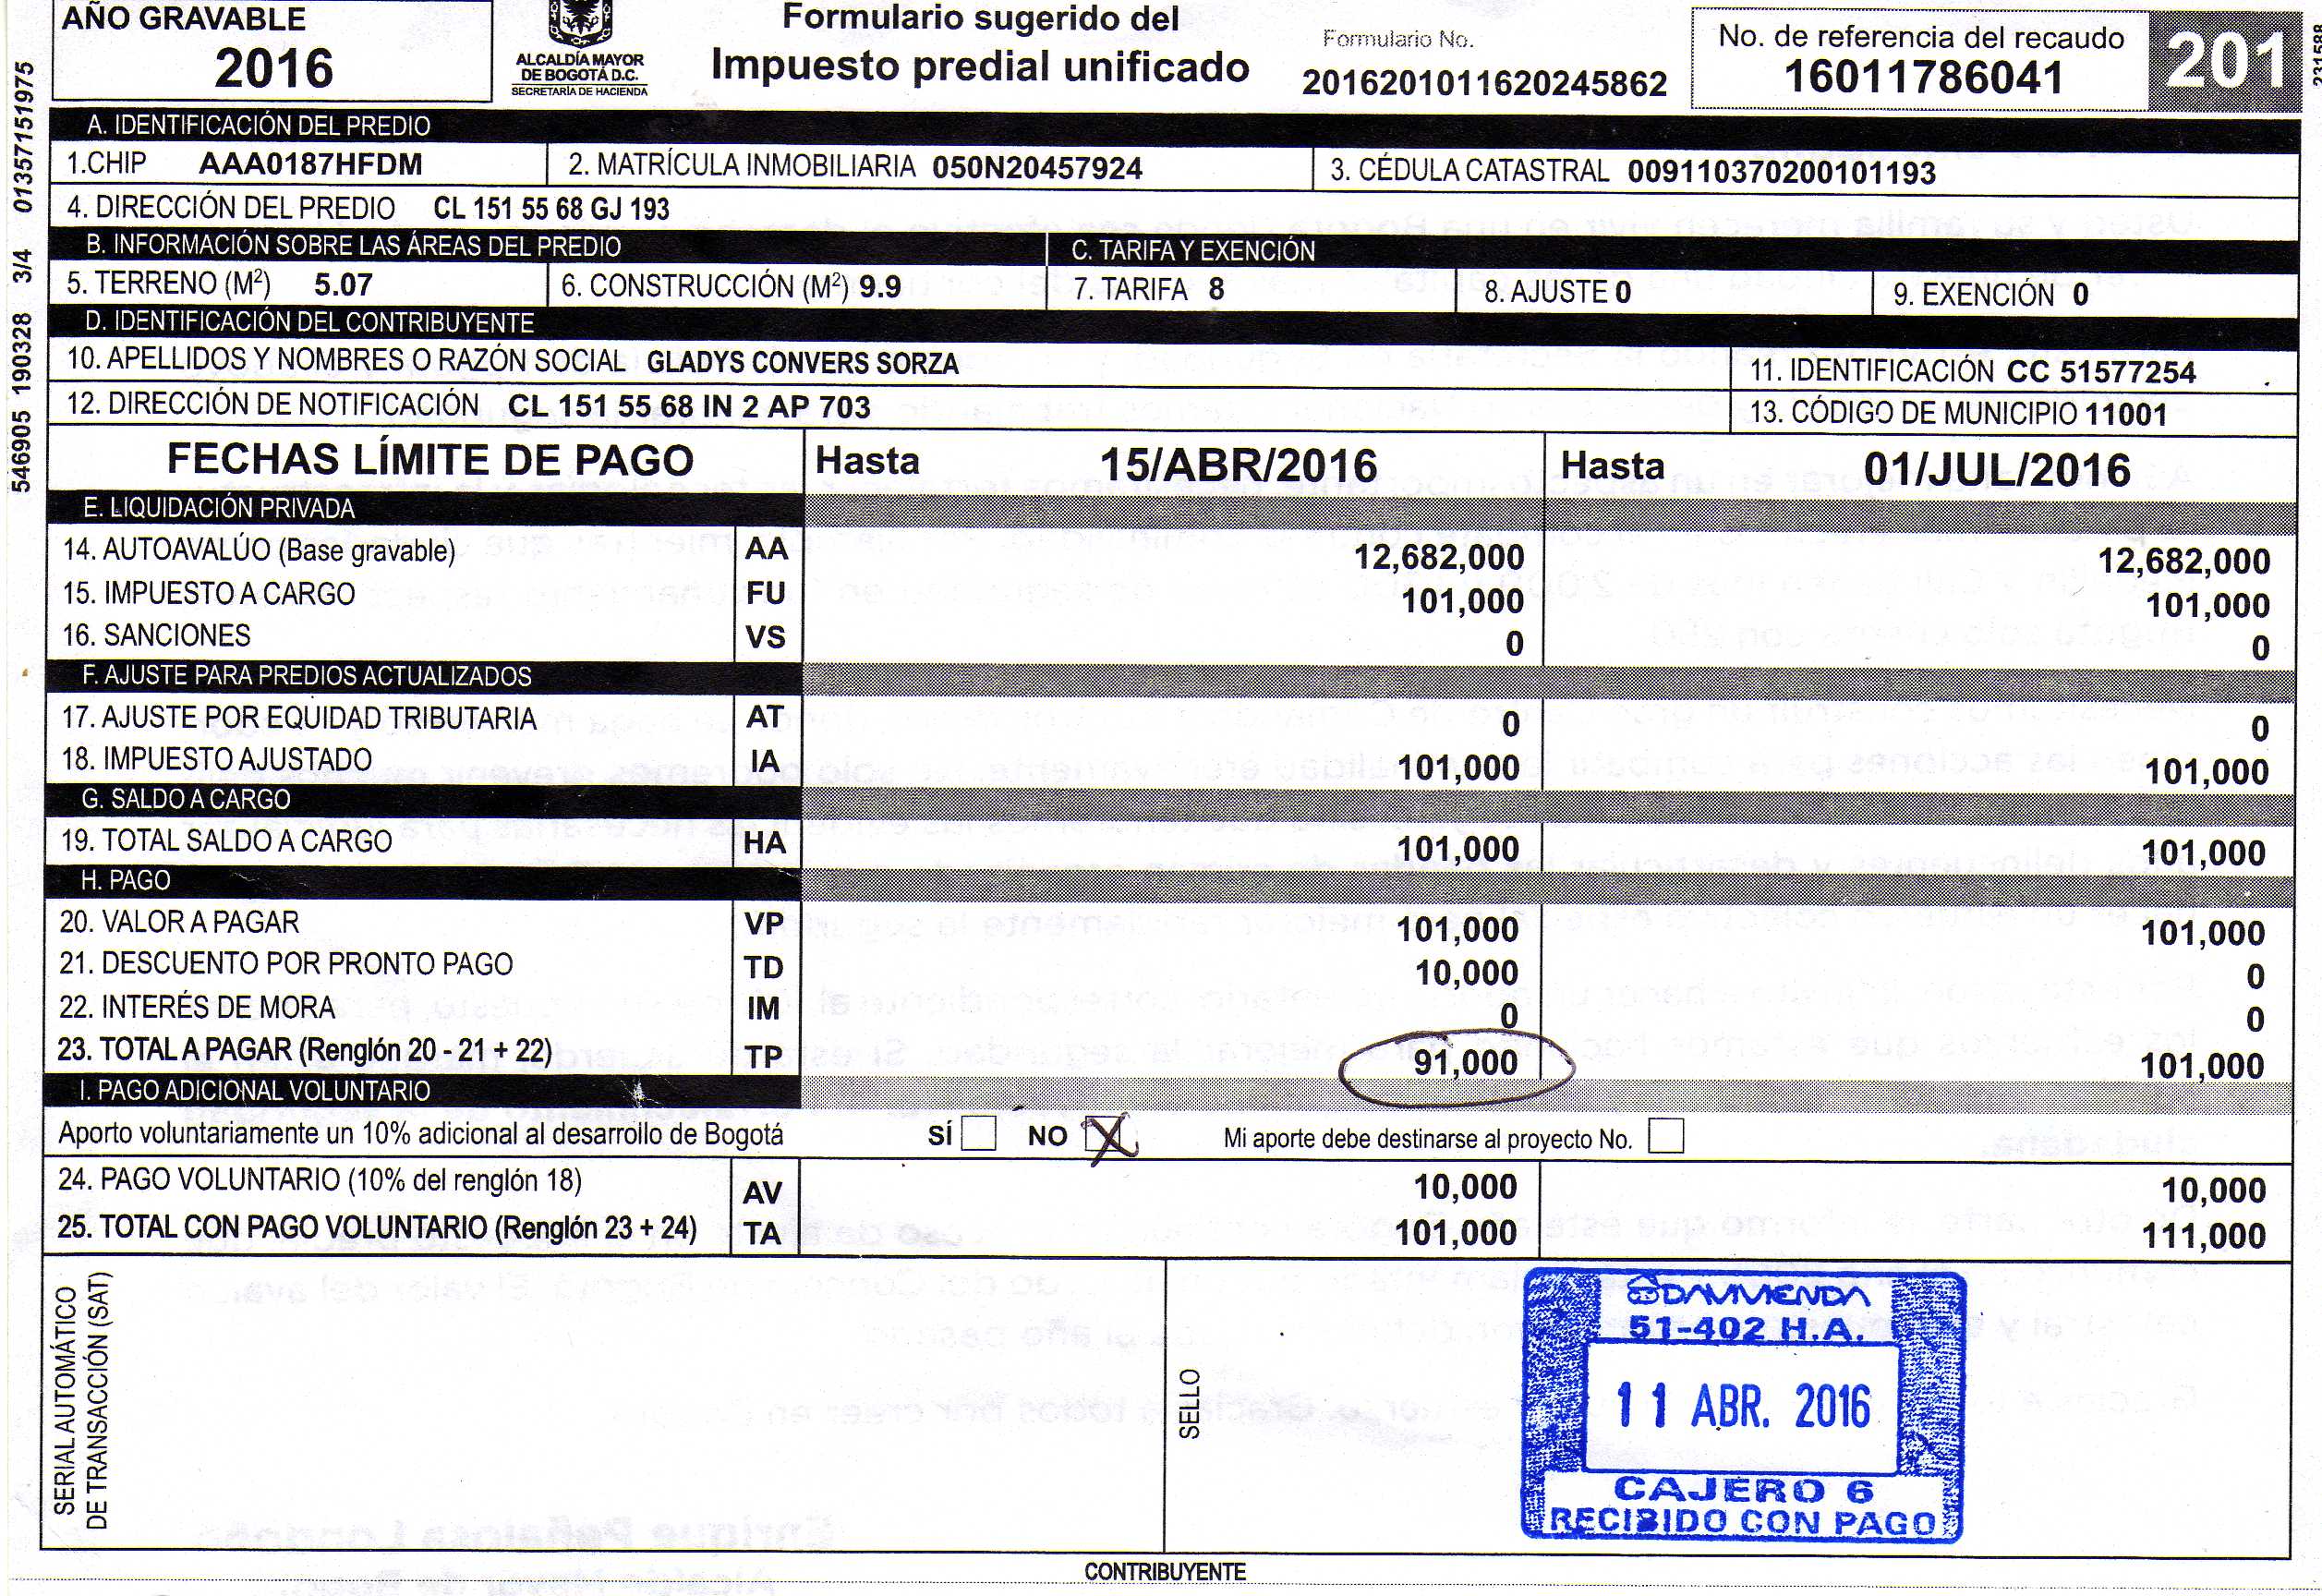 AÑO GRAVABLE
2016
ALCALDÍA MAYOR
DE BOGOTÁ D.C.
SECRETARÍA DE HACIENDA
Formulario sugerido del
Impuesto predial unificado
Formulario No.
2016201011620245862
No. de referencia del recaudo
16011786041
201
546905 190328 3/4 01357151975
A. IDENTIFICACIÓN DEL PREDIO
1.CHIP AAA0187HFDM 2. MATRÍCULA INMOBILIARIA 050N20457924 3. CÉDULA CATASTRAL 009110370200101193
4. DIRECCIÓN DEL PREDIO CL 151 55 68 GJ 193
B. INFORMACIÓN SOBRE LAS ÁREAS DEL PREDIO C. TARIFA Y EXENCIÓN
5. TERRENO (M²) 5.07 6. CONSTRUCCIÓN (M²) 9.9 7. TARIFA 8 8. AJUSTE 0 9. EXENCIÓN 0
D. IDENTIFICACIÓN DEL CONTRIBUYENTE
10. APELLIDOS Y NOMBRES O RAZÓN SOCIAL GLADYS CONVERS SORZA 11. IDENTIFICACIÓN CC 51577254
12. DIRECCIÓN DE NOTIFICACIÓN CL 151 55 68 IN 2 AP 703 13. CÓDIGO DE MUNICIPIO 11001
FECHAS LÍMITE DE PAGO Hasta 15/ABR/2016 Hasta 01/JUL/2016
E. LIQUIDACIÓN PRIVADA
14. AUTOAVALÚO (Base gravable) AA 12,682,000 12,682,000
15. IMPUESTO A CARGO FU 101,000 101,000
16. SANCIONES VS 0 0
F. AJUSTE PARA PREDIOS ACTUALIZADOS
17. AJUSTE POR EQUIDAD TRIBUTARIA AT 0 0
18. IMPUESTO AJUSTADO IA 101,000 101,000
G. SALDO A CARGO
19. TOTAL SALDO A CARGO HA 101,000 101,000
H. PAGO
20. VALOR A PAGAR VP 101,000 101,000
21. DESCUENTO POR PRONTO PAGO TD 10,000 0
22. INTERÉS DE MORA IM 0 0
23. TOTAL A PAGAR (Renglón 20 - 21 + 22) TP 91,000 101,000
I. PAGO ADICIONAL VOLUNTARIO
Aporto voluntariamente un 10% adicional al desarrollo de Bogotá SÍ NO X Mi aporte debe destinarse al proyecto No.
24. PAGO VOLUNTARIO (10% del renglón 18) AV 10,000 10,000
25. TOTAL CON PAGO VOLUNTARIO (Renglón 23 + 24) TA 101,000 111,000
SERIAL AUTOMÁTICO
DE TRANSACCIÓN (SAT)
SELLO
DAVIVIENDA
51-402 H.A.
11 ABR. 2016
CAJERO 6
RECIBIDO CON PAGO
CONTRIBUYENTE